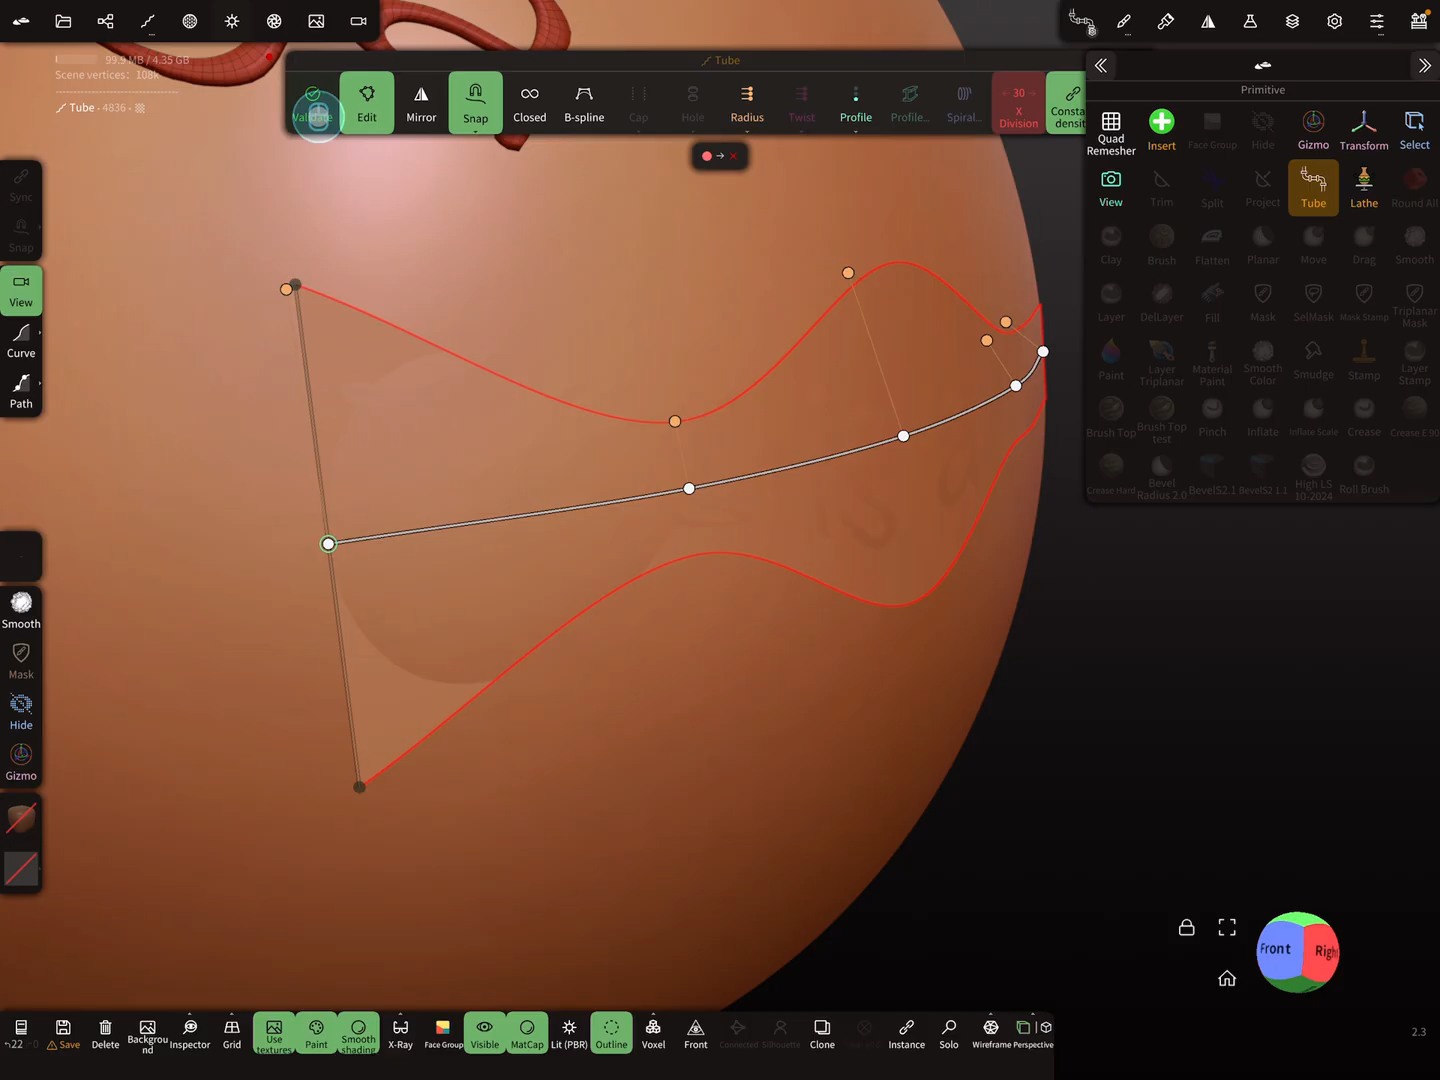 99.9 MB / 4.35 GB
Scene vertices: 108k
Tube - 4836 -
Tube
Validate
Edit
Mirror
Snap
Closed
B-spline
Cap
Hole
Radius
Twist
Profile
Profile...
Spiral...
30
X
Division
Consta
densit
Primitive
Quad
Remesher
Insert
Face Group
Hide
Gizmo
Transform
Select
View
Trim
Split
Project
Tube
Lathe
Round All
Clay
Brush
Flatten
Planar
Move
Drag
Smooth
Layer
DelLayer
Fill
Mask
SelMask
Mask Stamp
Triplanar
Mask
Paint
Layer
Triplanar
Material
Paint
Smooth
Color
Smudge
Stamp
Layer
Stamp
Brush Top
Brush Top
test
Pinch
Inflate
Inflate Scale
Crease
Crease E 30
Crease Hard
Bevel
Radius 2.0
BevelS2.1
BevelS2 1.1
High LS
10-2024
Roll Brush
Sync
Snap
View
Curve
Path
Smooth
Mask
Hide
Gizmo
Front
Right
22
0
Save
Delete
Backgrou
nd
Inspector
Grid
Use
textures
Paint
Smooth
shading
X-Ray
Face Group
Visible
MatCap
Lit (PBR)
Outline
Voxel
Front
Connected
Silhouette
Clone
Instance
Solo
Wireframe
Perspective
2.3